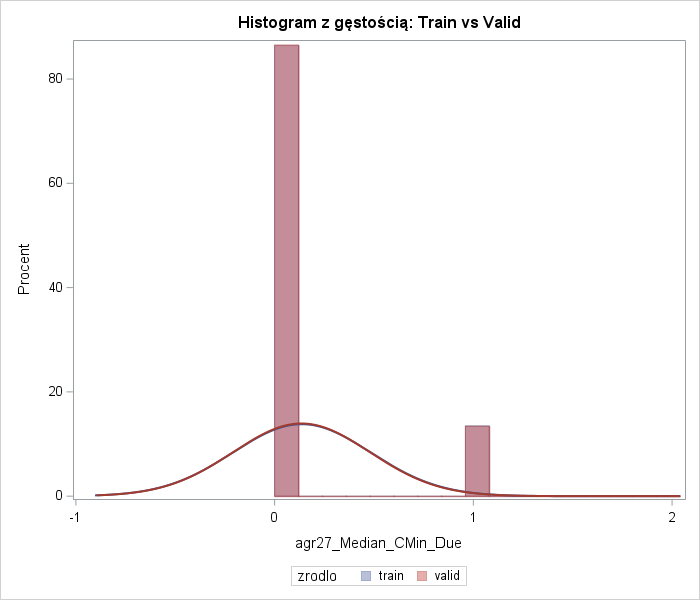 Histogram z gęstością: Train vs Valid
80
60
40
20
0
Procent
-1
0
1
2
agr27_Median_CMin_Due
zrodlo train valid